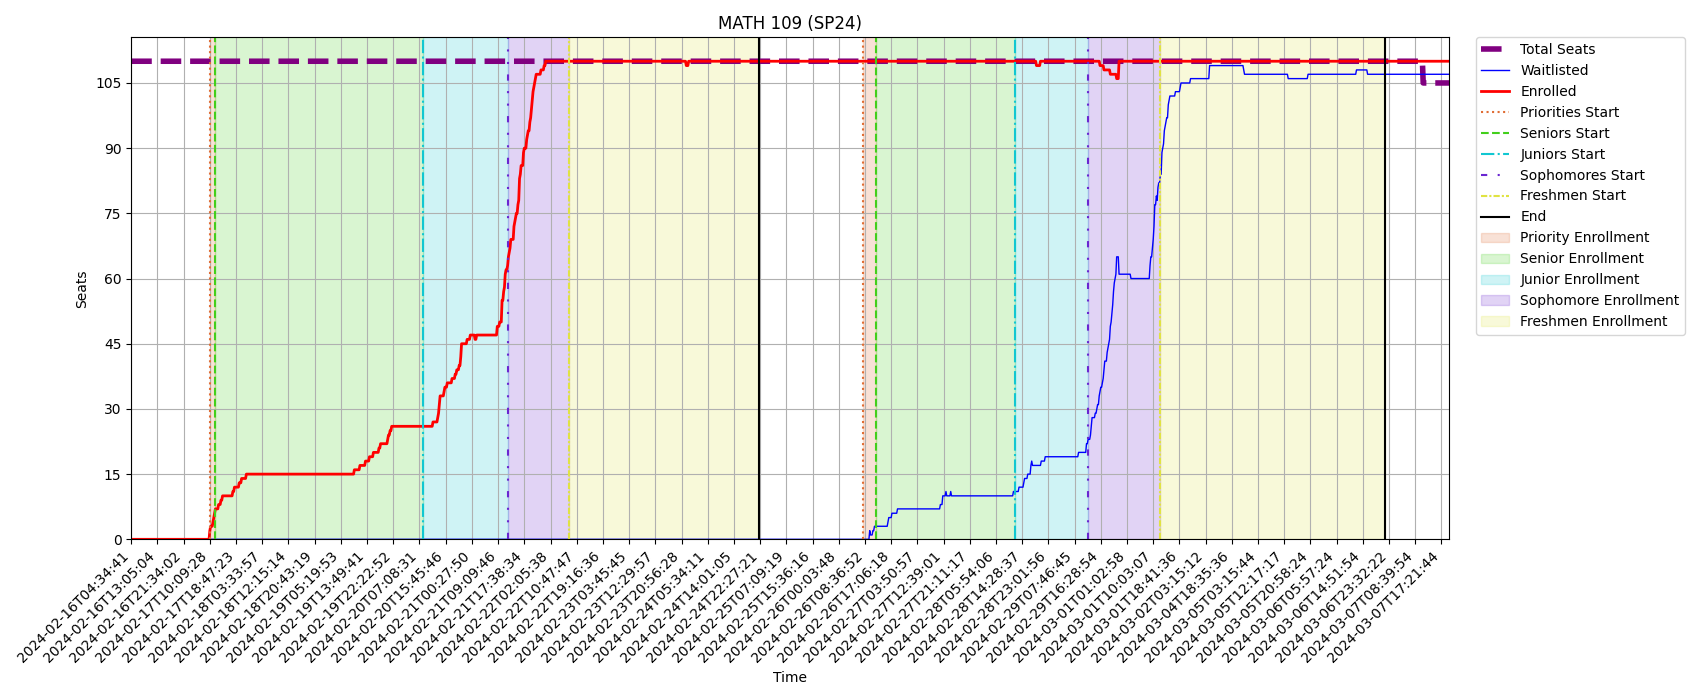 MATH 109 (SP24)
Seats
105
90
75
60
45
30
15
0
2024-02-16T04:34:41
2024-02-16T13:05:04
2024-02-16T21:34:02
2024-02-17T10:09:28
2024-02-17T18:47:23
2024-02-18T03:33:57
2024-02-18T12:15:14
2024-02-18T20:43:19
2024-02-19T05:19:53
2024-02-19T13:49:41
2024-02-19T22:22:52
2024-02-20T07:08:31
2024-02-20T15:45:46
2024-02-21T00:27:50
2024-02-21T09:09:46
2024-02-21T17:38:34
2024-02-22T02:05:38
2024-02-22T10:47:47
2024-02-22T19:16:36
2024-02-23T03:45:45
2024-02-23T12:29:57
2024-02-23T20:56:28
2024-02-24T05:34:11
2024-02-24T14:01:05
2024-02-24T22:27:21
2024-02-25T07:09:19
2024-02-25T15:36:16
2024-02-26T00:03:48
2024-02-26T08:36:52
2024-02-26T17:06:18
2024-02-27T03:50:57
2024-02-27T12:39:01
2024-02-27T21:11:17
2024-02-28T05:54:06
2024-02-28T14:28:37
2024-02-28T23:01:56
2024-02-29T07:46:45
2024-02-29T16:28:54
2024-03-01T01:02:58
2024-03-01T10:03:07
2024-03-01T18:41:36
2024-03-02T03:15:12
2024-03-04T18:35:36
2024-03-05T03:15:44
2024-03-05T12:17:17
2024-03-05T20:58:24
2024-03-06T05:57:24
2024-03-06T14:51:54
2024-03-06T23:32:22
2024-03-07T08:39:54
2024-03-07T17:21:44
Time
Total Seats
Waitlisted
Enrolled
Priorities Start
Seniors Start
Juniors Start
Sophomores Start
Freshmen Start
End
Priority Enrollment
Senior Enrollment
Junior Enrollment
Sophomore Enrollment
Freshmen Enrollment